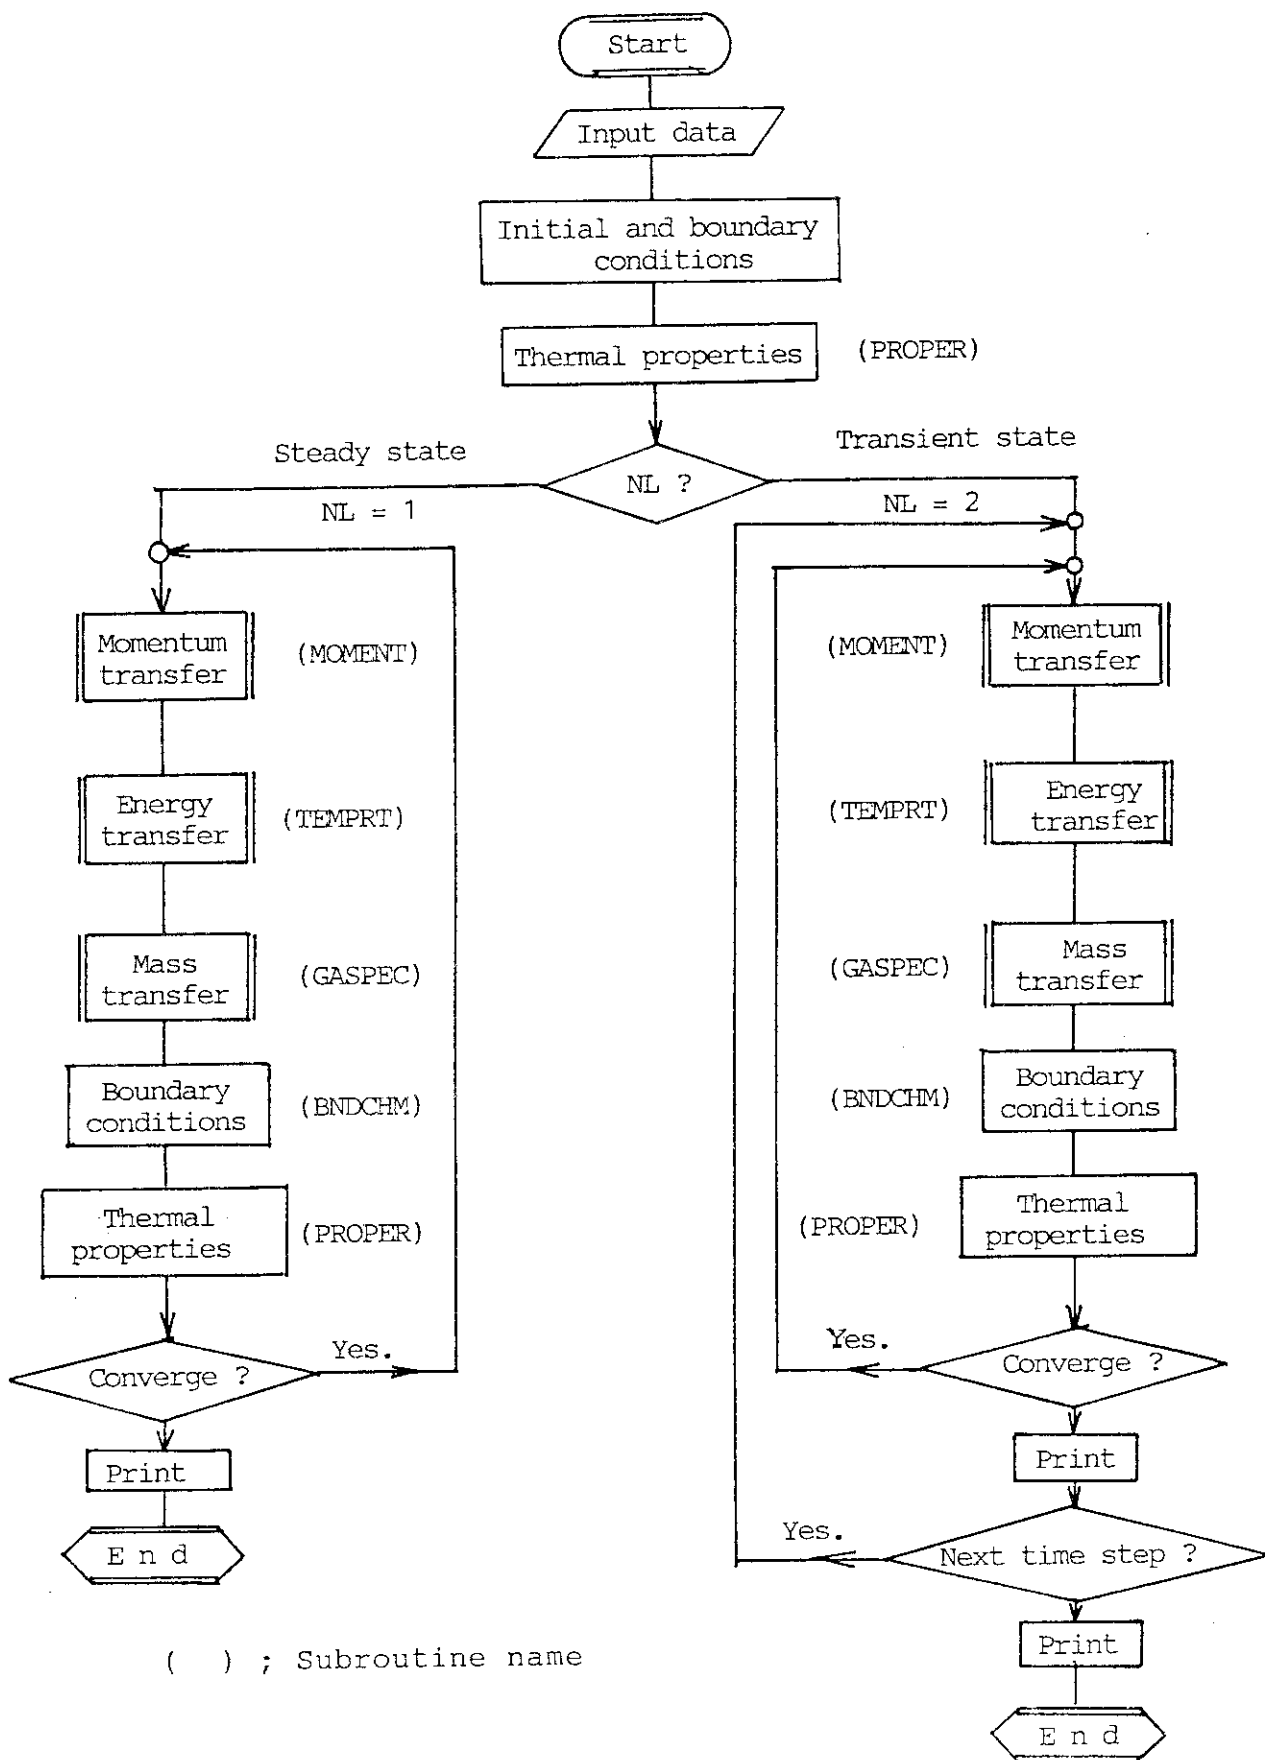 Start
Input data
Initial and boundary
conditions
Thermal properties
(PROPER)
Steady state
Transient state
NL ?
NL = 1
NL = 2
Momentum
transfer
(MOMENT)
Energy
transfer
(TEMPRT)
Mass
transfer
(GASPEC)
Boundary
conditions
(BNDCHM)
Thermal
properties
(PROPER)
Converge ?
Yes.
Print
E n d
(MOMENT)
Momentum
transfer
(TEMPRT)
Energy
transfer
(GASPEC)
Mass
transfer
(BNDCHM)
Boundary
conditions
(PROPER)
Thermal
properties
Yes.
Converge ?
Print
Yes.
Next time step ?
Print
E n d
(   ) ; Subroutine name